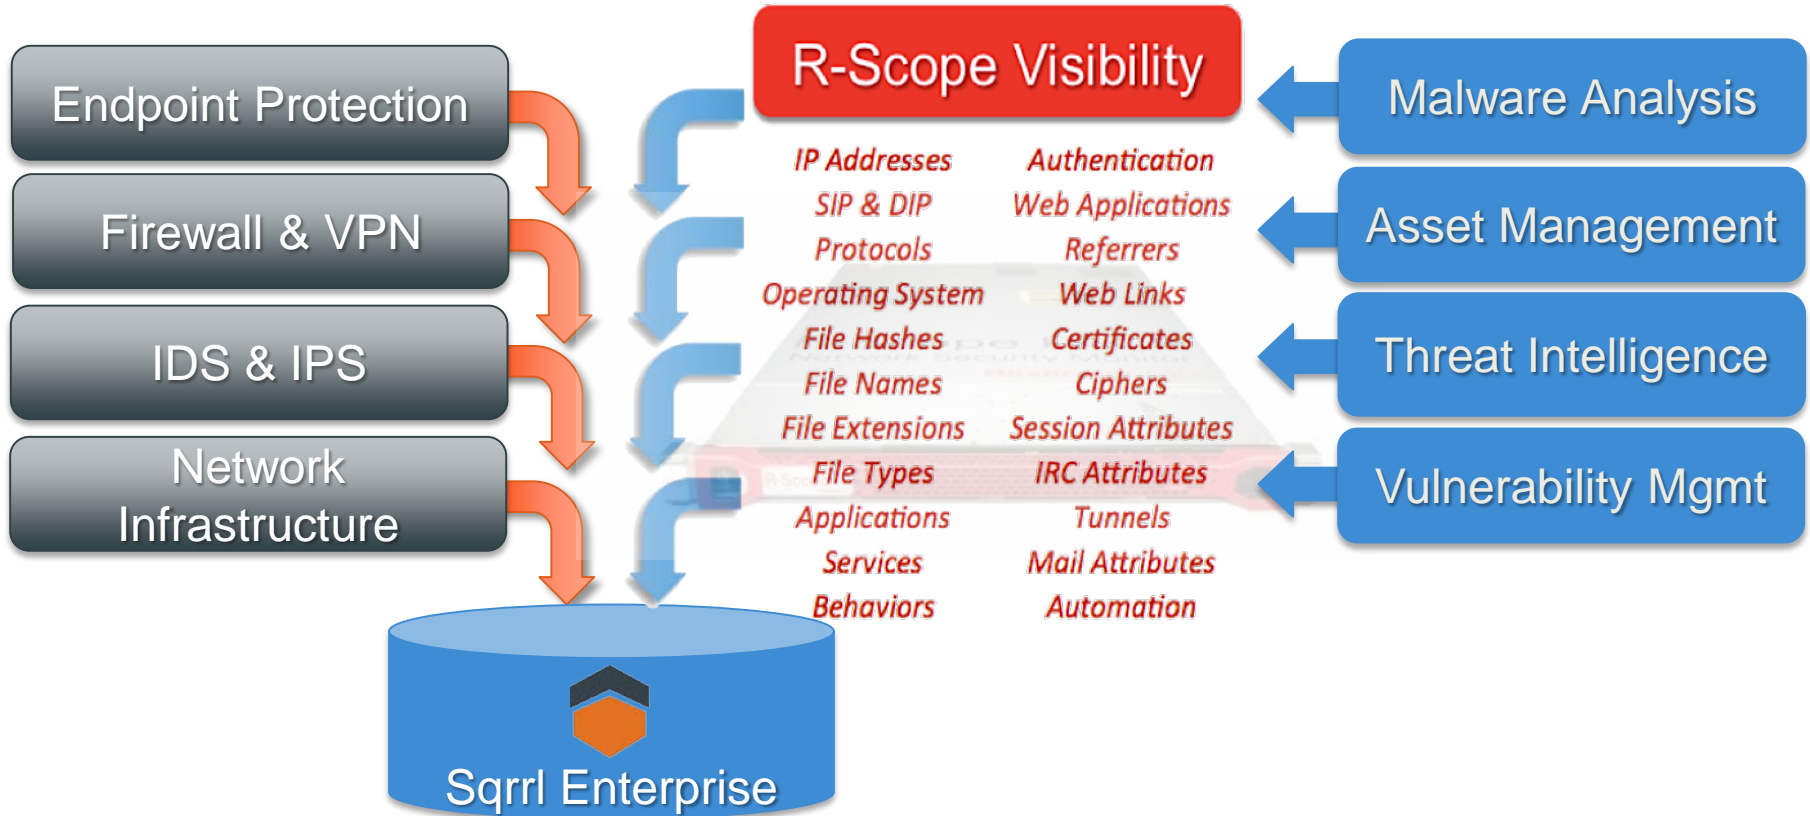 R-Scope Visibility
Endpoint Protection
Firewall & VPN
IDS & IPS
Network
Infrastructure
IP Addresses
SIP & DIP
Protocols
Operating System
File Hashes
File Names
File Extensions
File Types
Applications
Services
Behaviors
Authentication
Web Applications
Referrers
Web Links
Certificates
Ciphers
Session Attributes
IRC Attributes
Tunnels
Mail Attributes
Automation
Malware Analysis
Asset Management
Threat Intelligence
Vulnerability Mgmt
Sqrrl Enterprise